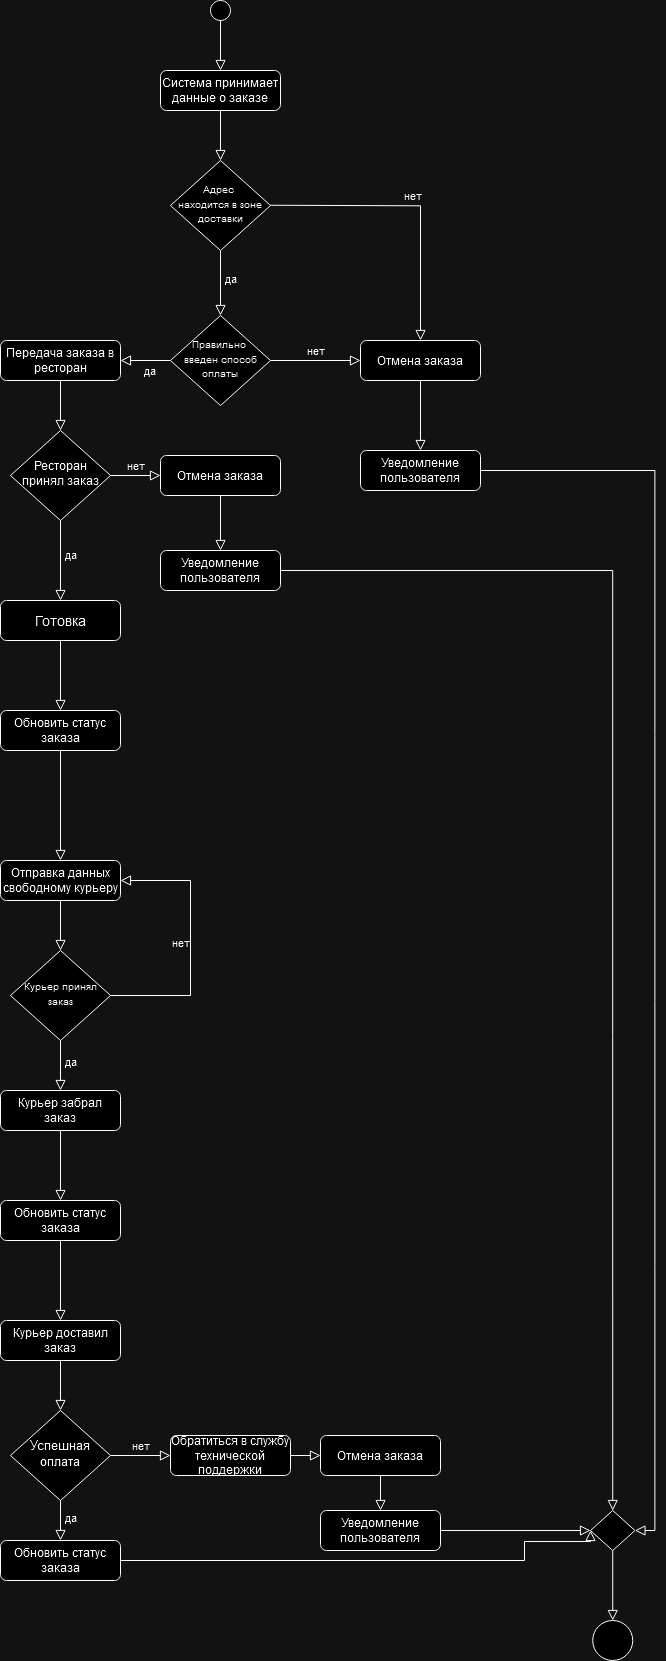 Система принимает
данные о заказе
Адрес
находится в зоне
доставки
нет
да
Правильно
введен способ
оплаты
нет
да
Передача заказа в
ресторан
Отмена заказа
Уведомление
пользователя
Ресторан
принял заказ
нет
Отмена заказа
Уведомление
пользователя
да
Готовка
Обновить статус
заказа
Отправка данных
свободному курьеру
нет
Курьер принял
заказ
да
Курьер забрал
заказ
Обновить статус
заказа
Курьер доставил
заказ
Успешная
оплата
нет
Обратиться в службу
технической
поддержки
Отмена заказа
Уведомление
пользователя
да
Обновить статус
заказа